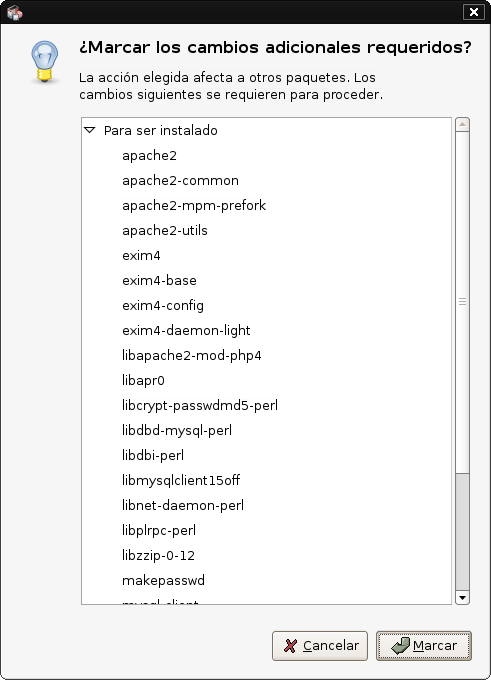 ¿Marcar los cambios adicionales requeridos?
La acción elegida afecta a otros paquetes. Los
cambios siguientes se requieren para proceder.
Para ser instalado
apache2
apache2-common
apache2-mpm-prefork
apache2-utils
exim4
exim4-base
exim4-config
exim4-daemon-light
libapache2-mod-php4
libapr0
libcrypt-passwdmd5-perl
libdbd-mysql-perl
libdbi-perl
libmysqlclient15off
libnet-daemon-perl
libplrpc-perl
libzzip-0-12
makepasswd
mysql-client
Cancelar
Marcar